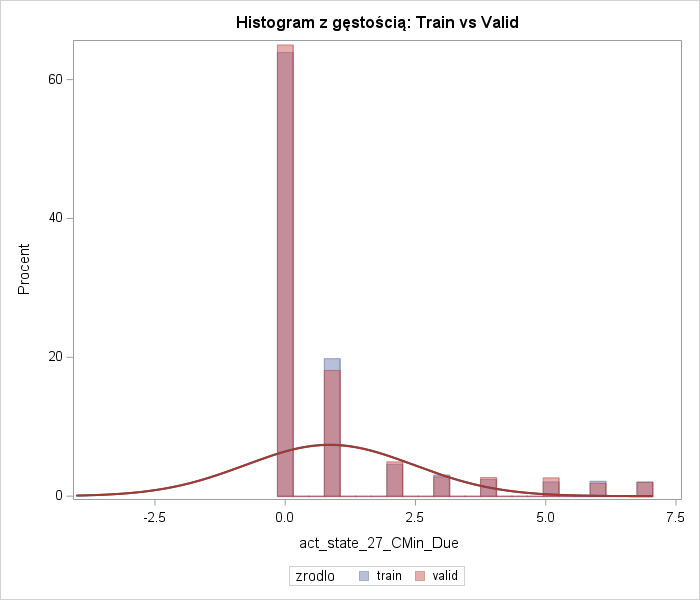 Histogram z gęstością: Train vs Valid
Procent
60
40
20
0
-2.5
0.0
2.5
5.0
7.5
act_state_27_CMin_Due
zrodlo
train
valid